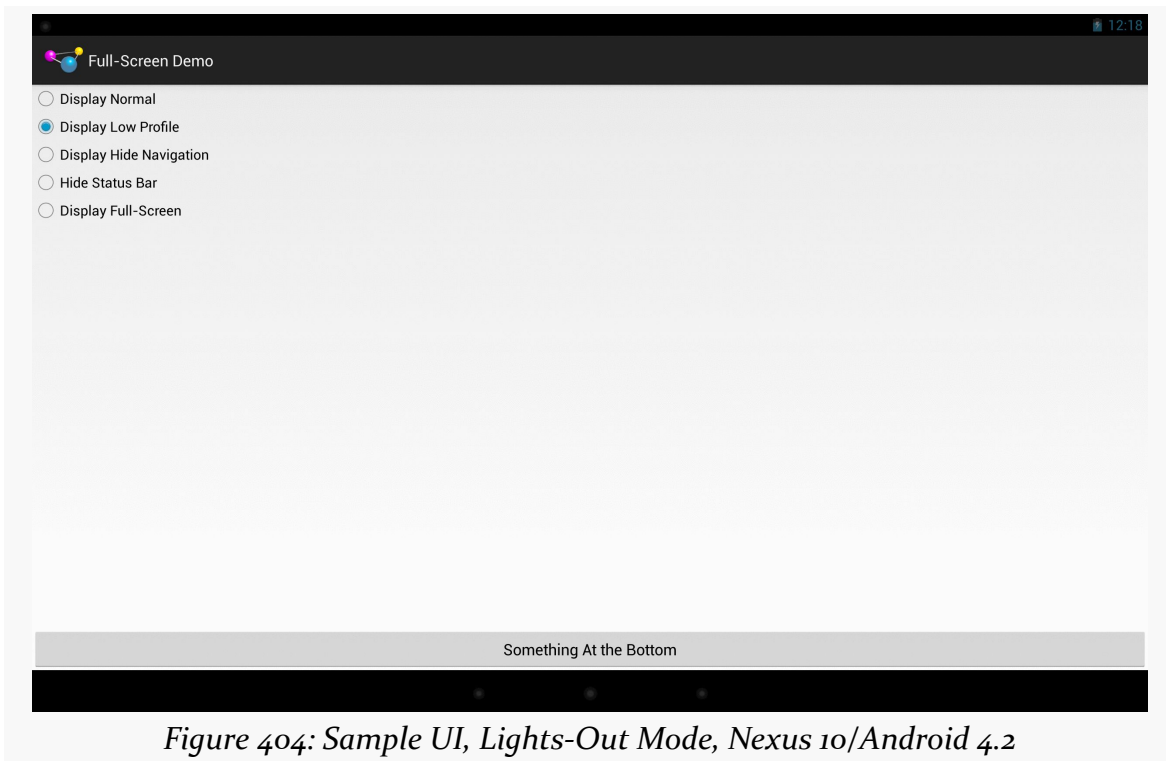 12:18
Full-Screen Demo
Display Normal
Display Low Profile
Display Hide Navigation
Hide Status Bar
Display Full-Screen
Something At the Bottom
Figure 404: Sample UI, Lights-Out Mode, Nexus 10/Android 4.2